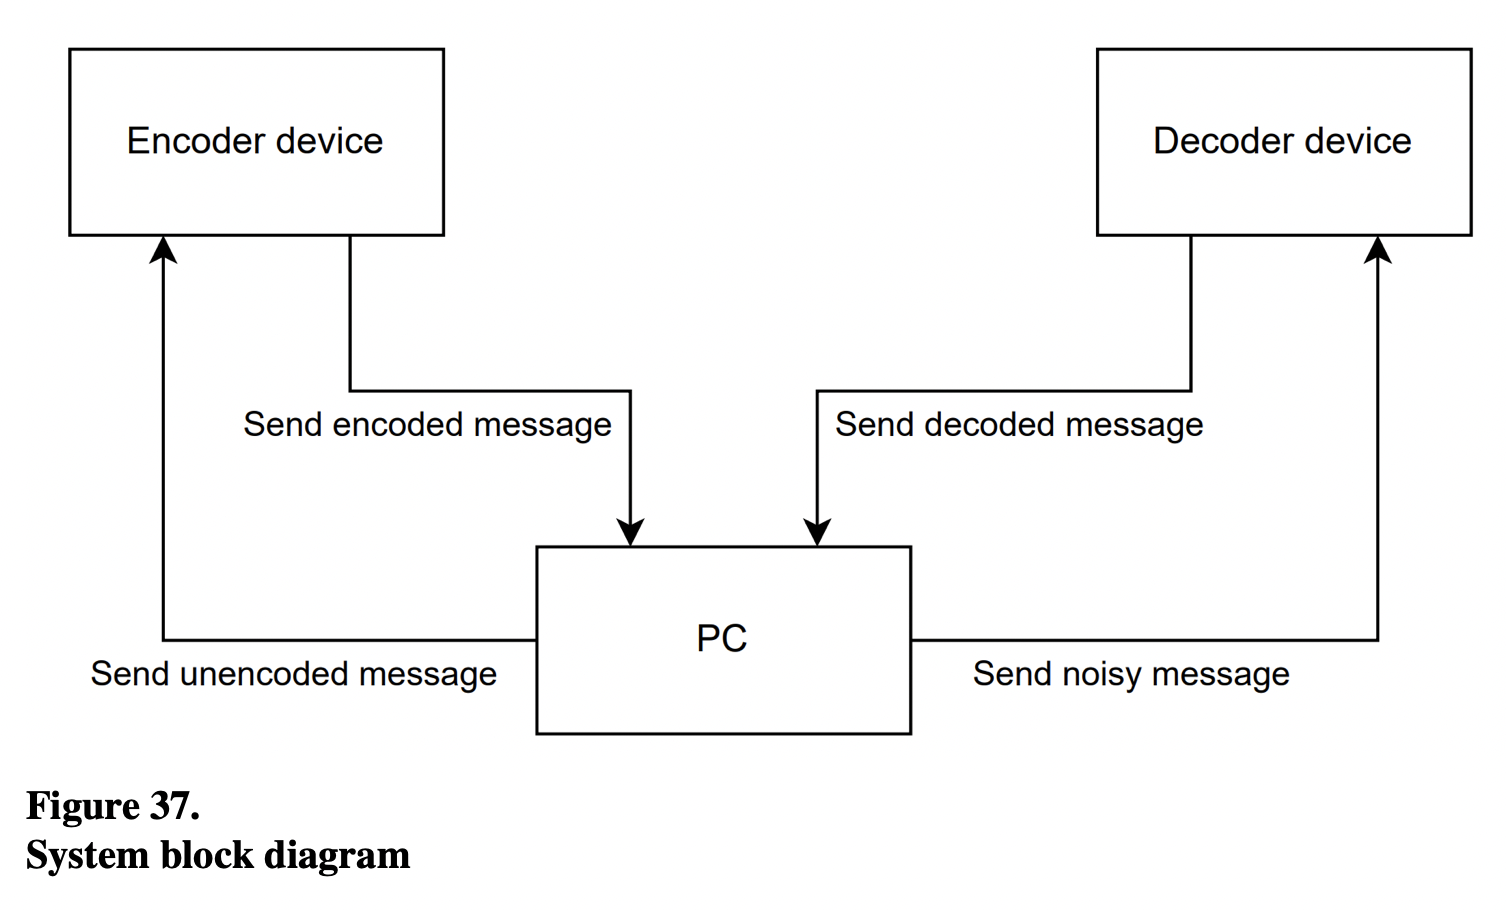 Encoder device
Decoder device
Send encoded message
Send decoded message
PC
Send unencoded message
Send noisy message
Figure 37.
System block diagram